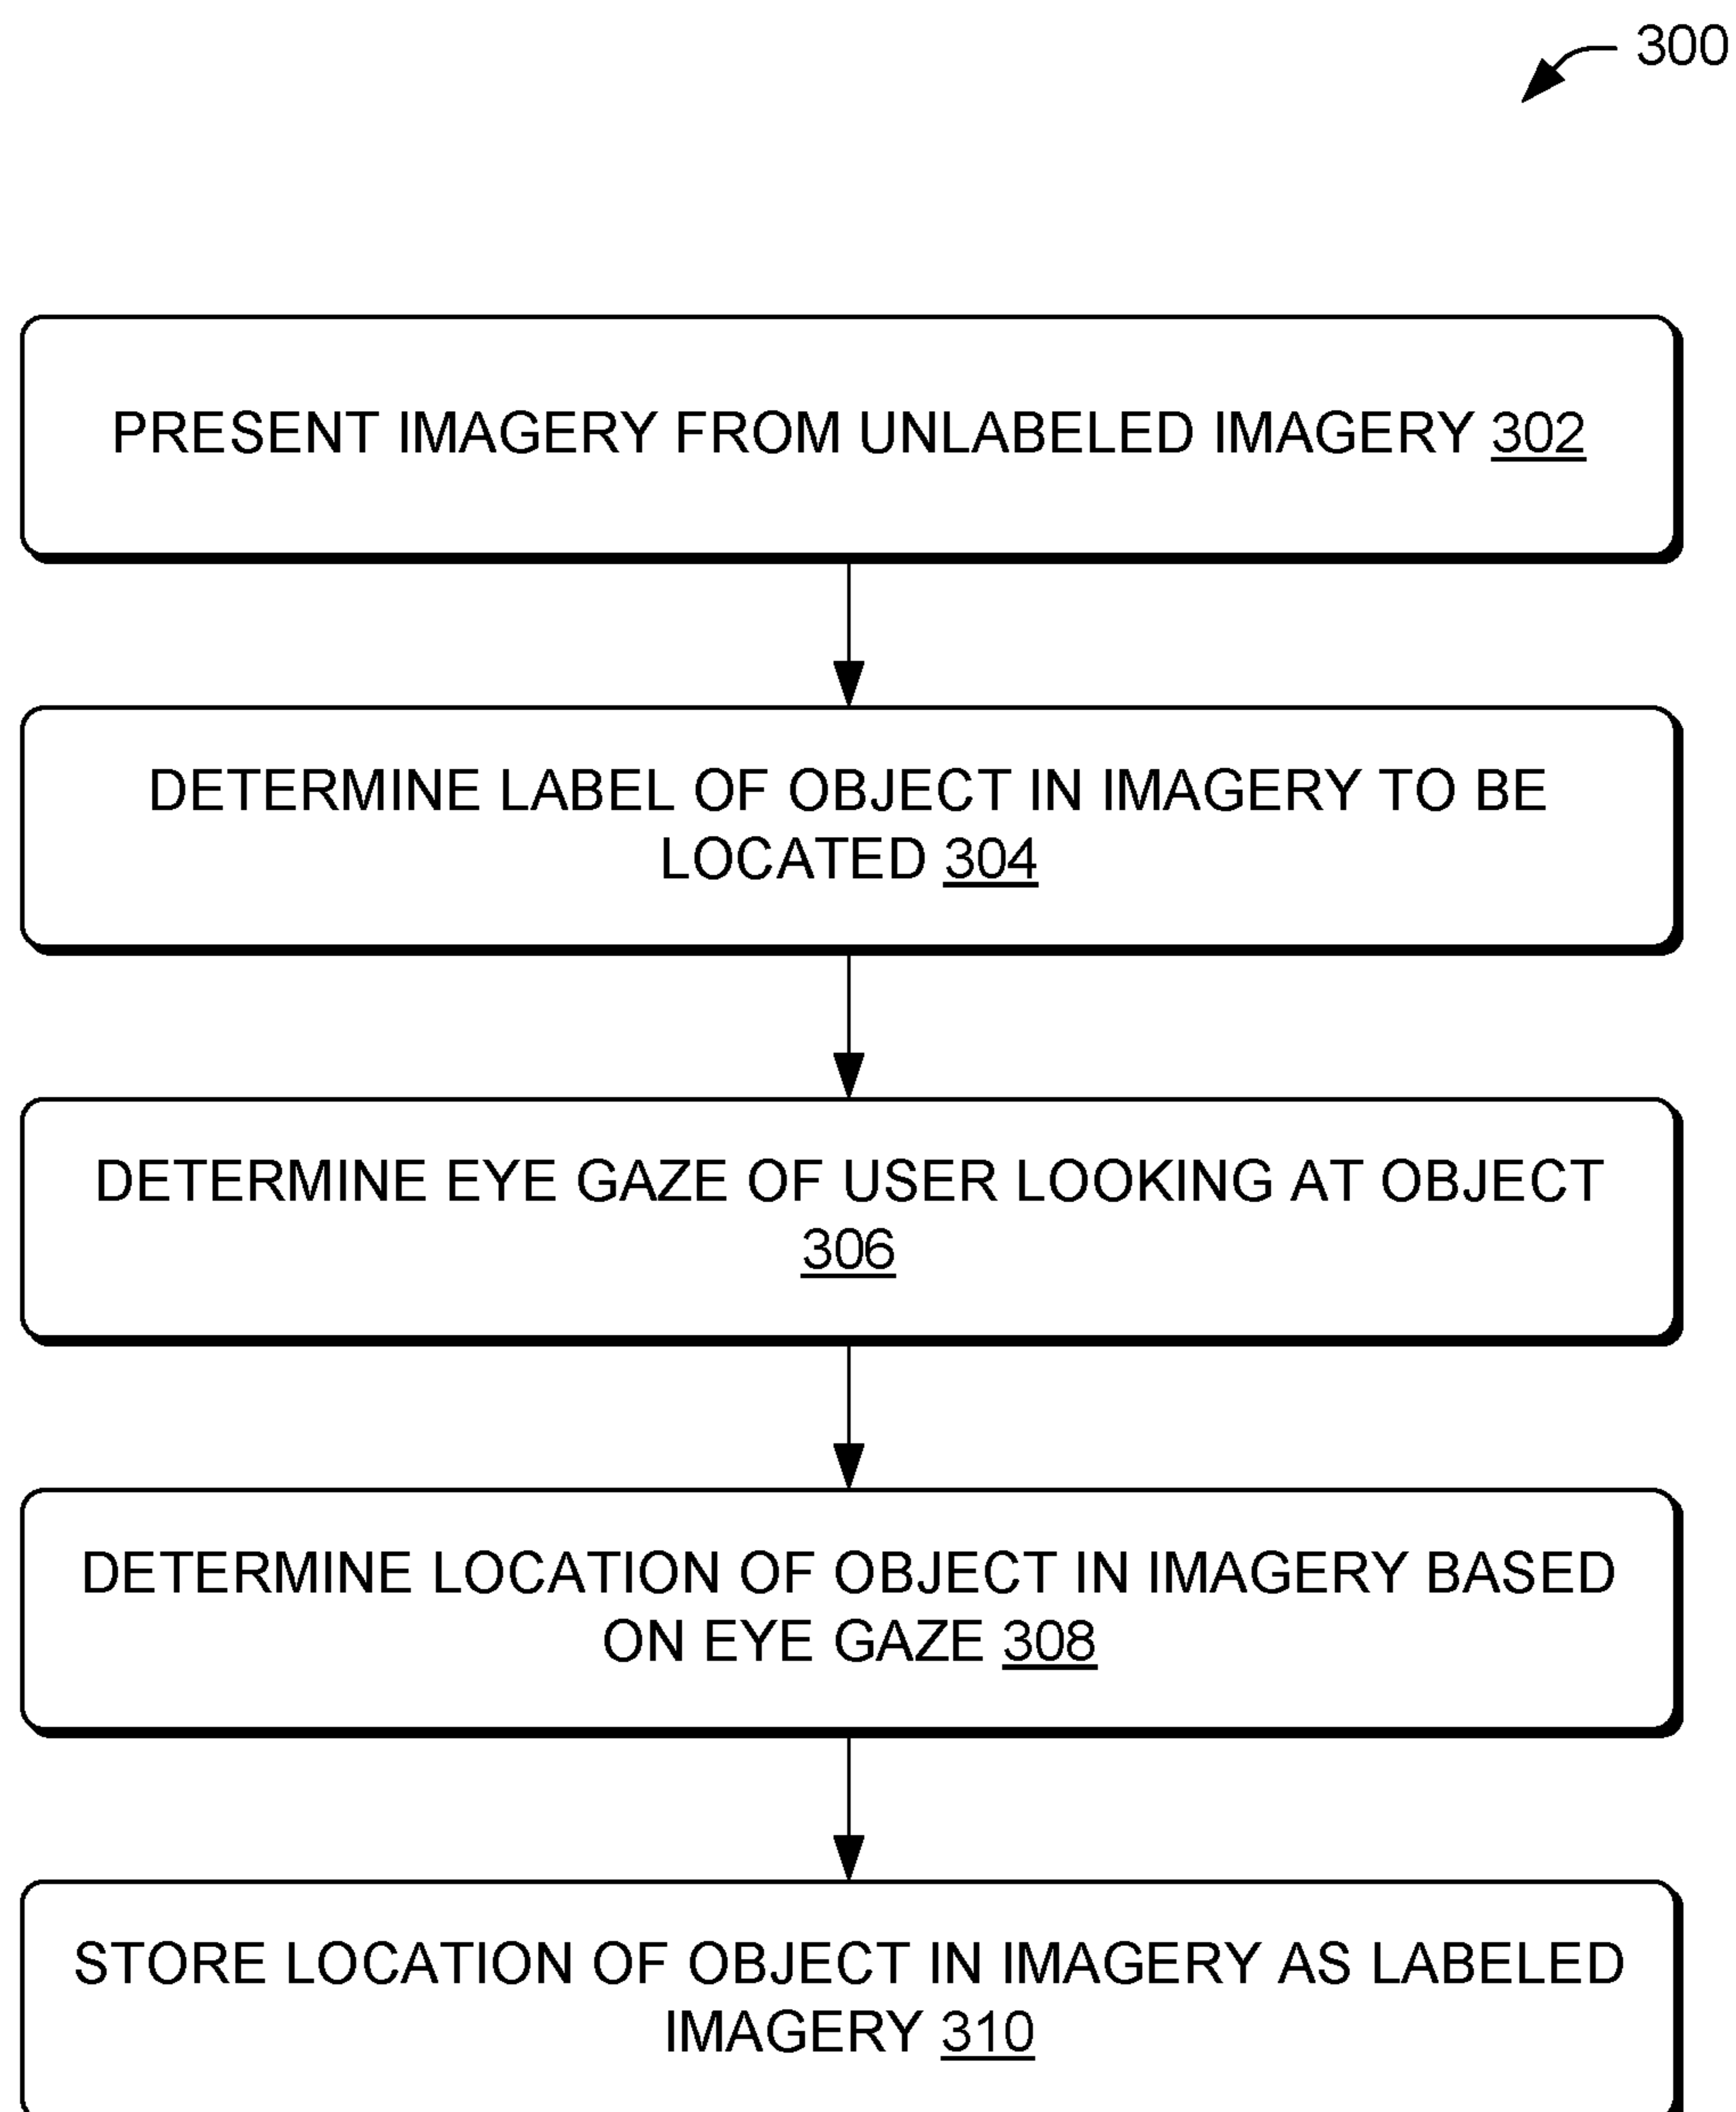 300
PRESENT IMAGERY FROM UNLABELED IMAGERY 302
DETERMINE LABEL OF OBJECT IN IMAGERY TO BE
LOCATED 304
DETERMINE EYE GAZE OF USER LOOKING AT OBJECT
306
DETERMINE LOCATION OF OBJECT IN IMAGERY BASED
ON EYE GAZE 308
STORE LOCATION OF OBJECT IN IMAGERY AS LABELED
IMAGERY 310